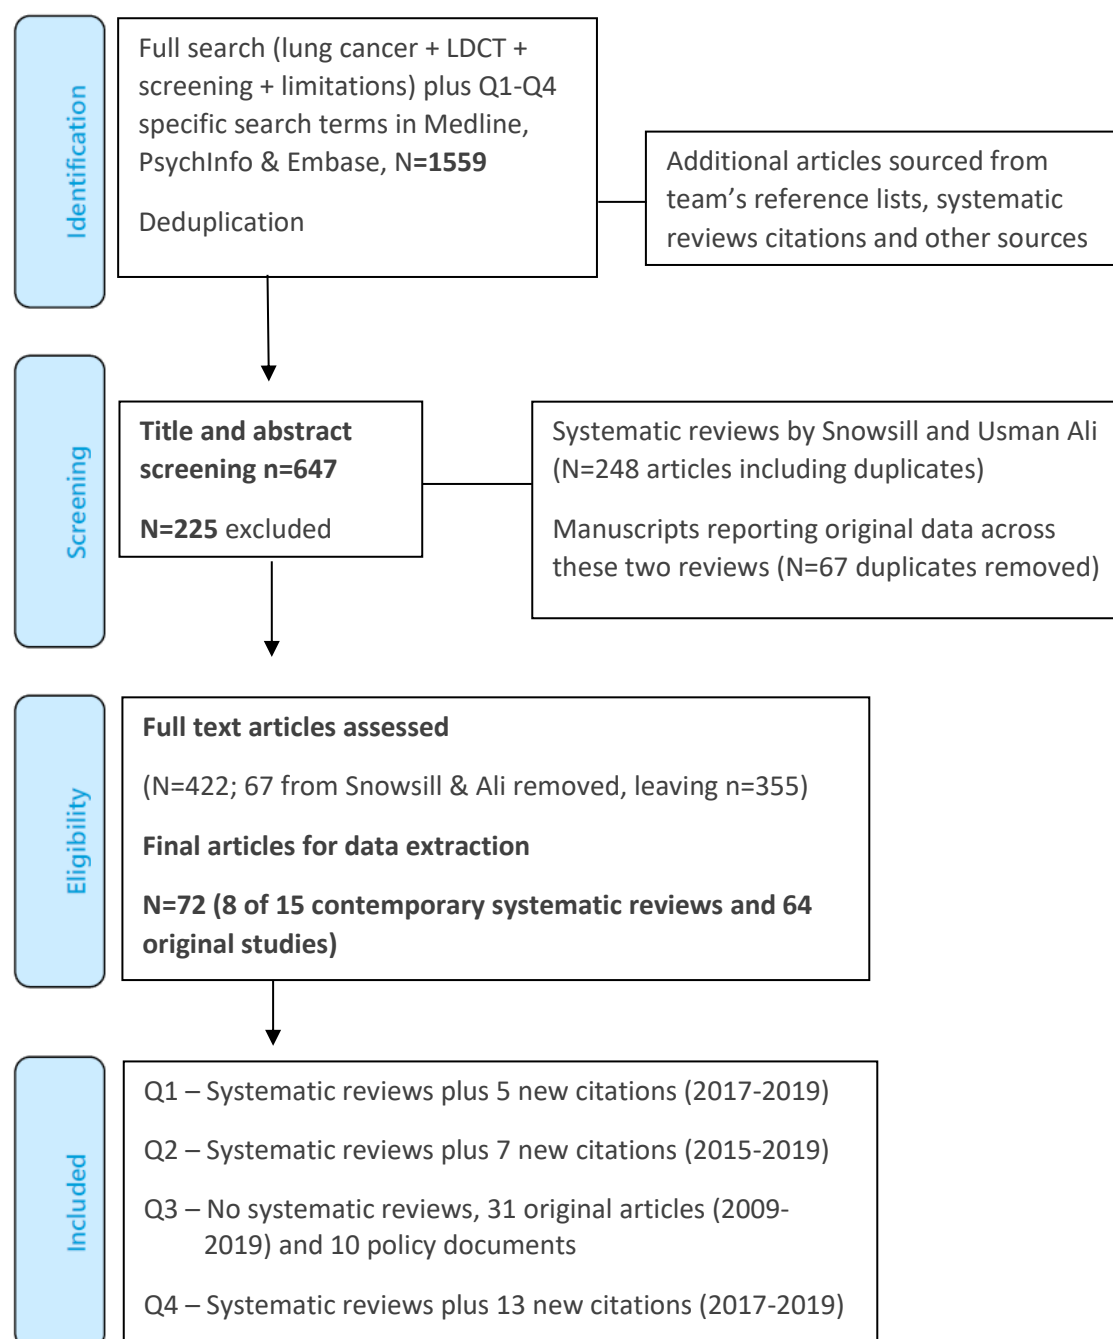 Identification
Full search (lung cancer + LDCT +
screening + limitations) plus Q1-Q4
specific search terms in Medline,
PsychInfo & Embase, N=1559
Deduplication
Additional articles sourced from
team's reference lists, systematic
reviews citations and other sources
Screening
Title and abstract
screening n=647
N=225 excluded
Systematic reviews by Snowsill and Usman Ali
(N=248 articles including duplicates)
Manuscripts reporting original data across
these two reviews (N=67 duplicates removed)
Eligibility
Full text articles assessed
(N=422; 67 from Snowsill & Ali removed, leaving n=355)
Final articles for data extraction
N=72 (8 of 15 contemporary systematic reviews and 64
original studies)
Included
Q1 – Systematic reviews plus 5 new citations (2017-2019)
Q2 – Systematic reviews plus 7 new citations (2015-2019)
Q3 – No systematic reviews, 31 original articles (2009-
2019) and 10 policy documents
Q4 – Systematic reviews plus 13 new citations (2017-2019)